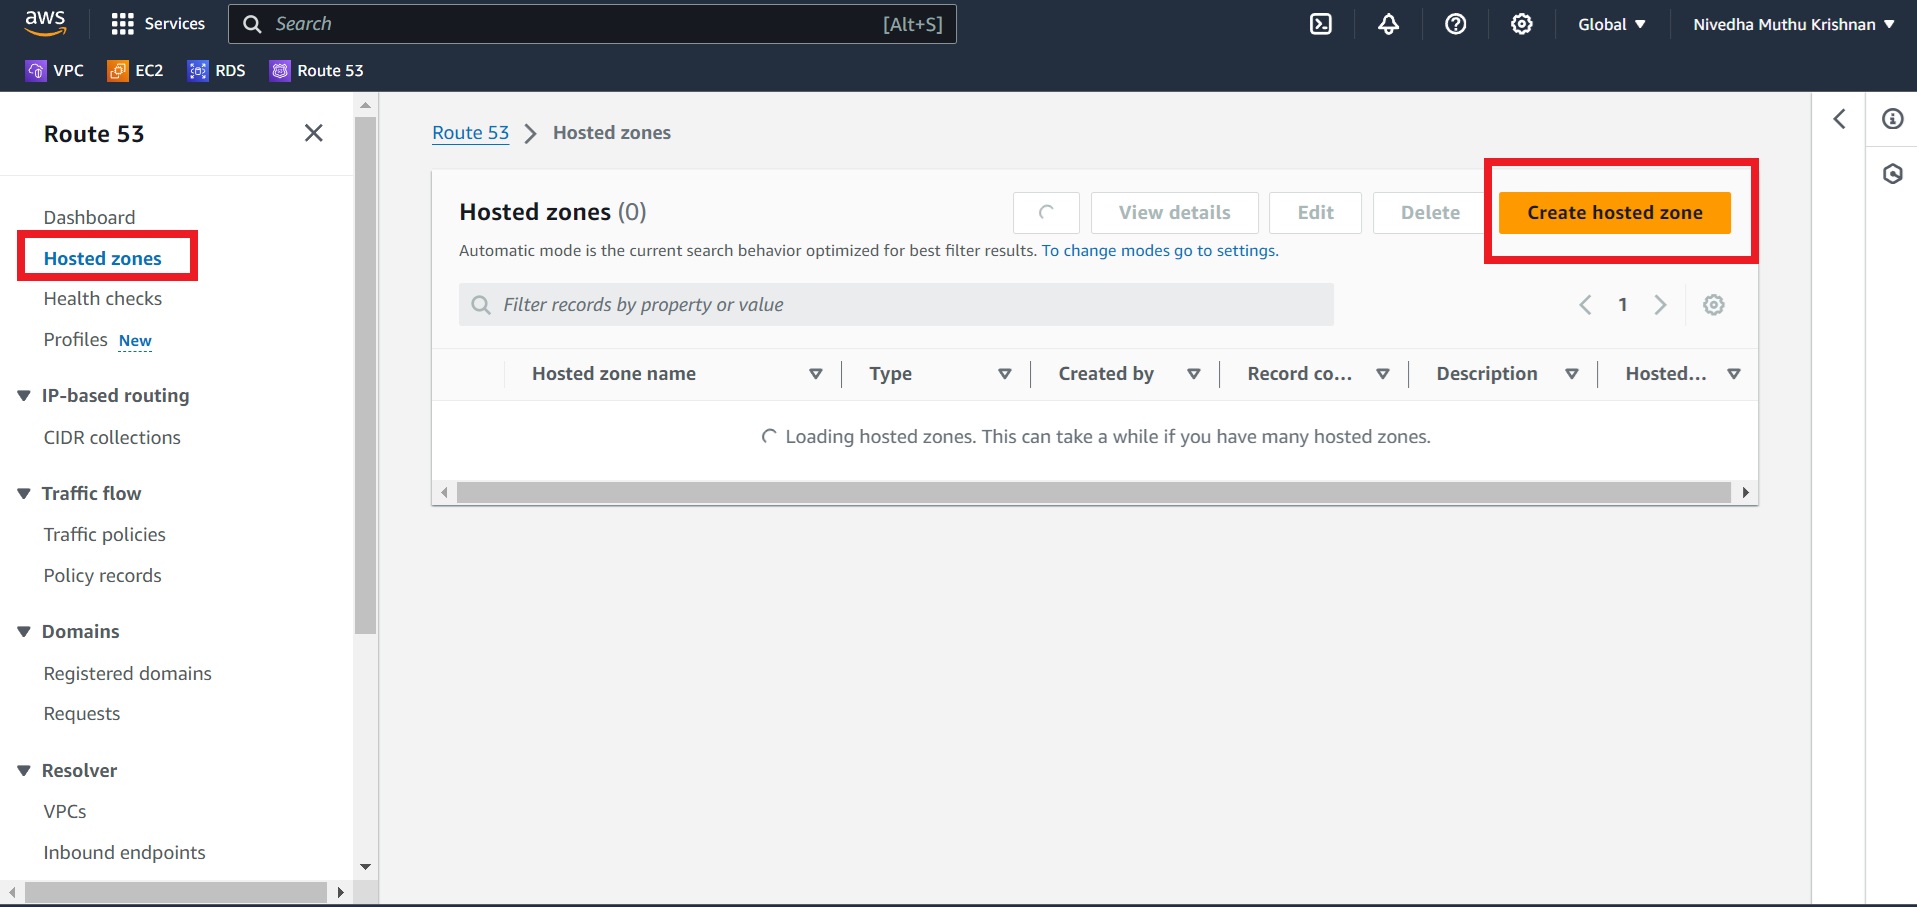 aws Services Search [Alt+S] Global Nivedha Muthu Krishnan
VPC EC2 RDS Route 53
Route 53
Dashboard
Hosted zones
Health checks
Profiles New
IP-based routing
CIDR collections
Traffic flow
Traffic policies
Policy records
Domains
Registered domains
Requests
Resolver
VPCs
Inbound endpoints
Route 53 Hosted zones
Hosted zones (0) View details Edit Delete Create hosted zone
Automatic mode is the current search behavior optimized for best filter results. To change modes go to settings.
Filter records by property or value 1
Hosted zone name Type Created by Record co... Description Hosted...
Loading hosted zones. This can take a while if you have many hosted zones.